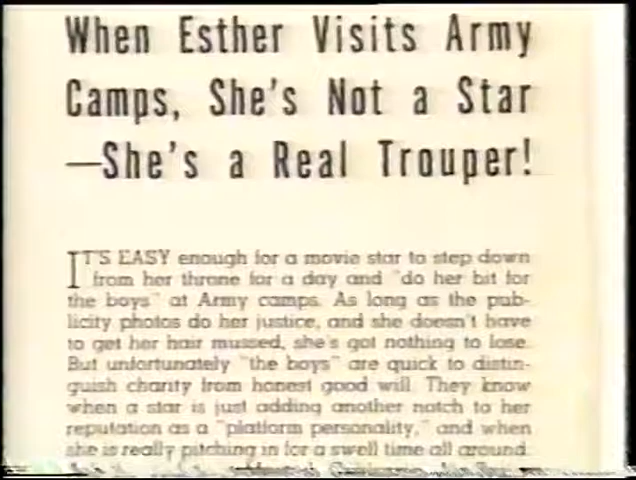 When Esther Visits Army
Camps, She's Not a Star
—She's a Real Trouper!
IT'S EASY enough for a movie star to step down
from her throne for a day and "do her bit for
the boys" at Army camps. As long as the pub-
licity photos do her justice, and she doesn't have
to get her hair mussed, she's got nothing to lose.
But unfortunately "the boys" are quick to distin-
guish charity from honest good will. They know
when a star is just adding another notch to her
reputation as a "platform personality," and when
she is really pitching in for a swell time all around.